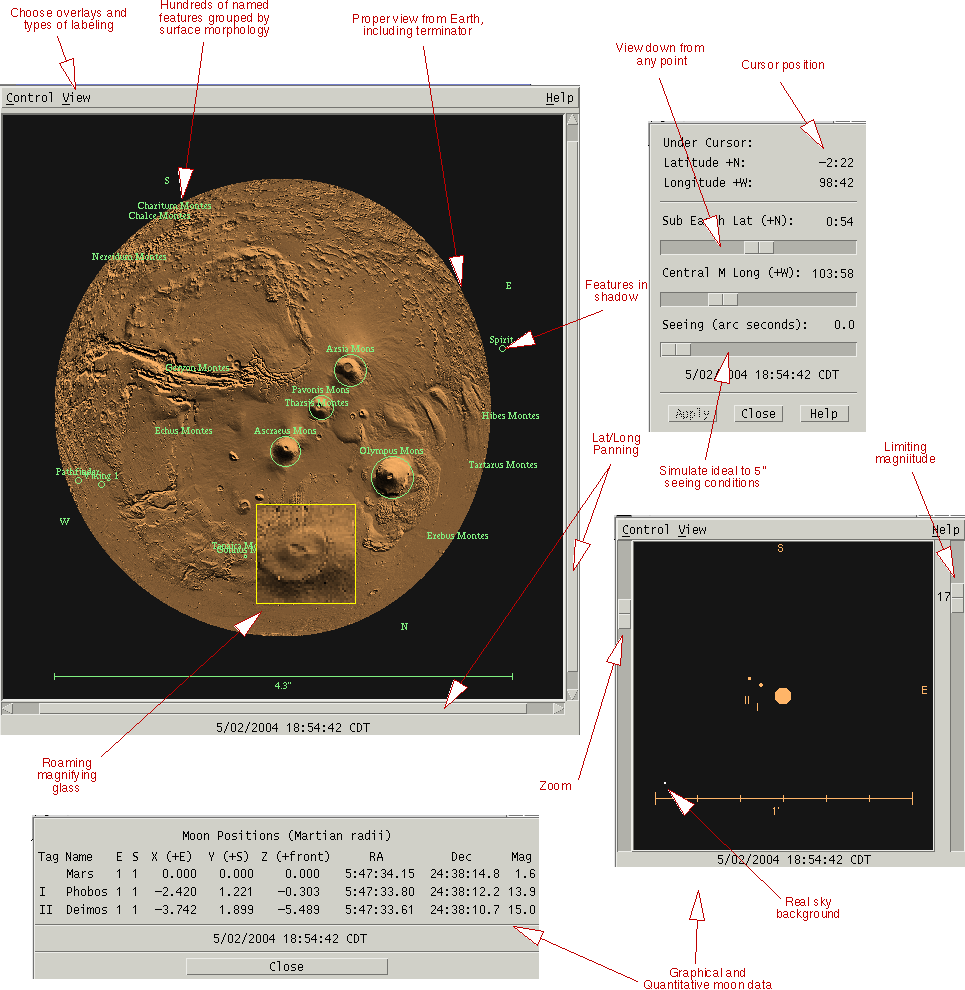 Choose overlays and
types of labeling
Hundreds of named
features grouped by
surface morphology
Proper view from Earth,
including terminator
View down from
any point
Cursor position
Control View Help
S
Charitum Montes
Chalce Montes
Nereidum Montes
E
Features in
shadow
Spirit
Arsia Mons
Geryon Montes
Pavonis Mons
Tharsis Montes
Hibes Montes
Echus Montes
Ascraeus Mons
Olympus Mons
Tartarus Montes
Pathfinder
Viking 1
W
Erebus Montes
N
4.3"
5/02/2004 18:54:42 CDT
Under Cursor:
Latitude +N: -2:22
Longitude +W: 98:42
Sub Earth Lat (+N): 0:54
Central M Long (+W): 103:58
Seeing (arc seconds): 0.0
5/02/2004 18:54:42 CDT
Apply Close Help
Lat/Long
Panning
Simulate ideal to 5"
seeing conditions
Limiting
magniitude
Control View Help
S
17
E
II I
1'
5/02/2004 18:54:42 CDT
Zoom
Roaming
magnifying
glass
Real sky
background
Moon Positions (Martian radii)
Tag Name E S X (+E) Y (+S) Z (+front) RA Dec Mag
Mars 1 1 0.000 0.000 0.000 5:47:34.15 24:38:14.8 1.6
I Phobos 1 1 -2.420 1.221 -0.303 5:47:33.80 24:38:12.2 13.9
II Deimos 1 1 -3.742 1.899 -5.489 5:47:33.61 24:38:10.7 15.0
5/02/2004 18:54:42 CDT
Close
Graphical and
Quantitative moon data